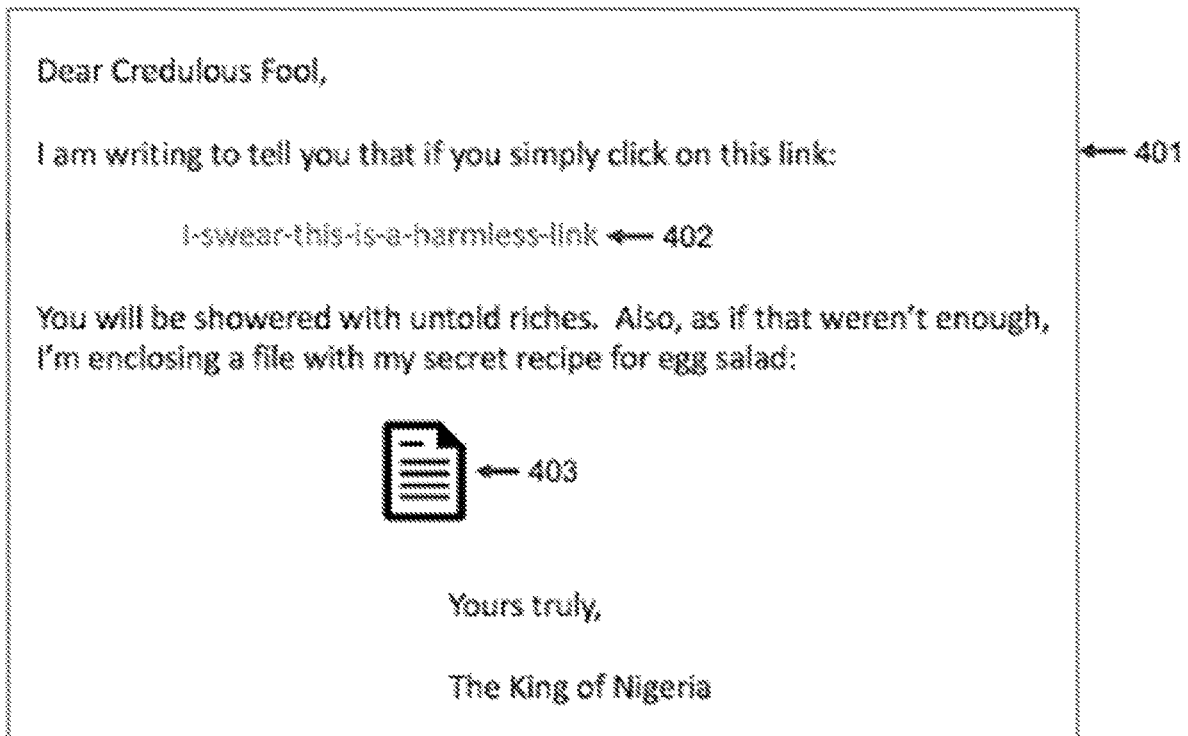 Dear Credulous Fool,
I am writing to tell you that if you simply click on this link:
401
I-swear-this-is-a-harmless-link 402
You will be showered with untold riches. Also, as if that weren't enough,
I'm enclosing a file with my secret recipe for egg salad:
403
Yours truly,
The King of Nigeria